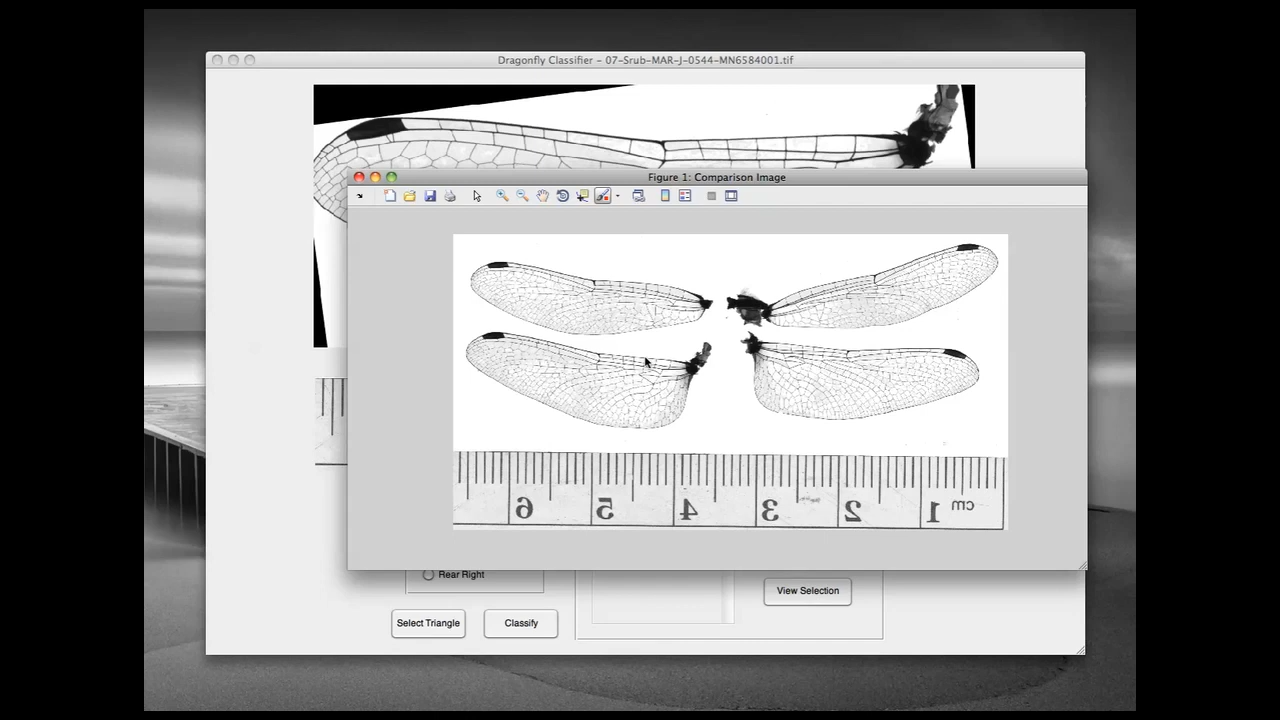 Dragonfly Classifier - 07-Srub-MAR-J-0544-MN6584001.tif
Figure 1: Comparison Image
6 5 4 3 2 1 cm
Rear Right
View Selection
Select Triangle
Classify